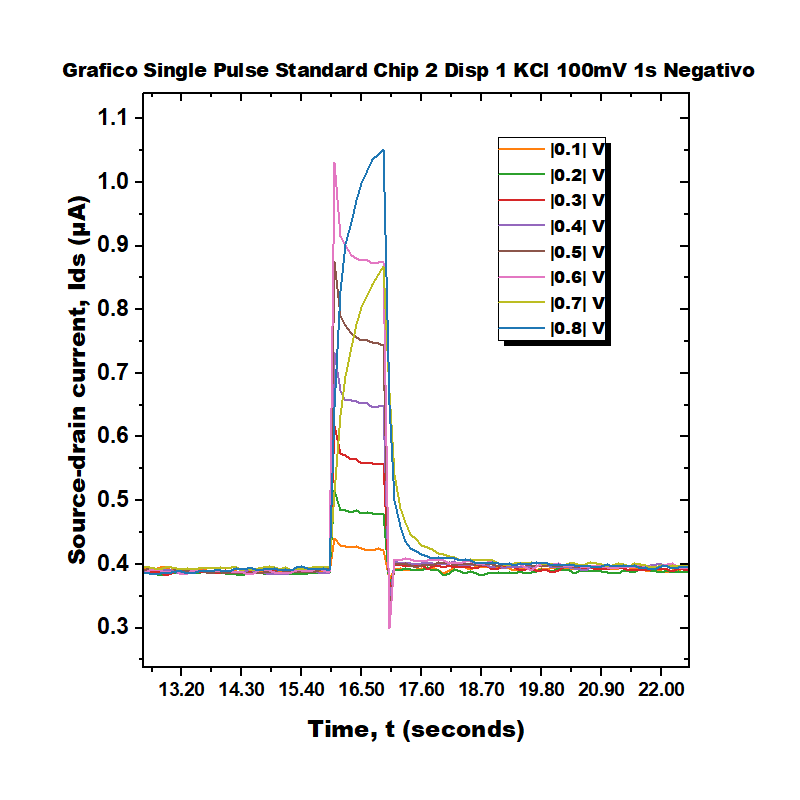 Grafico Single Pulse Standard Chip 2 Disp 1 KCl 100mV 1s Negativo
1.1
1.0
0.9
0.8
0.7
0.6
0.5
0.4
0.3
Source-drain current, Ids (µA)
|0.1| V
|0.2| V
|0.3| V
|0.4| V
|0.5| V
|0.6| V
|0.7| V
|0.8| V
13.20 14.30 15.40 16.50 17.60 18.70 19.80 20.90 22.00
Time, t (seconds)